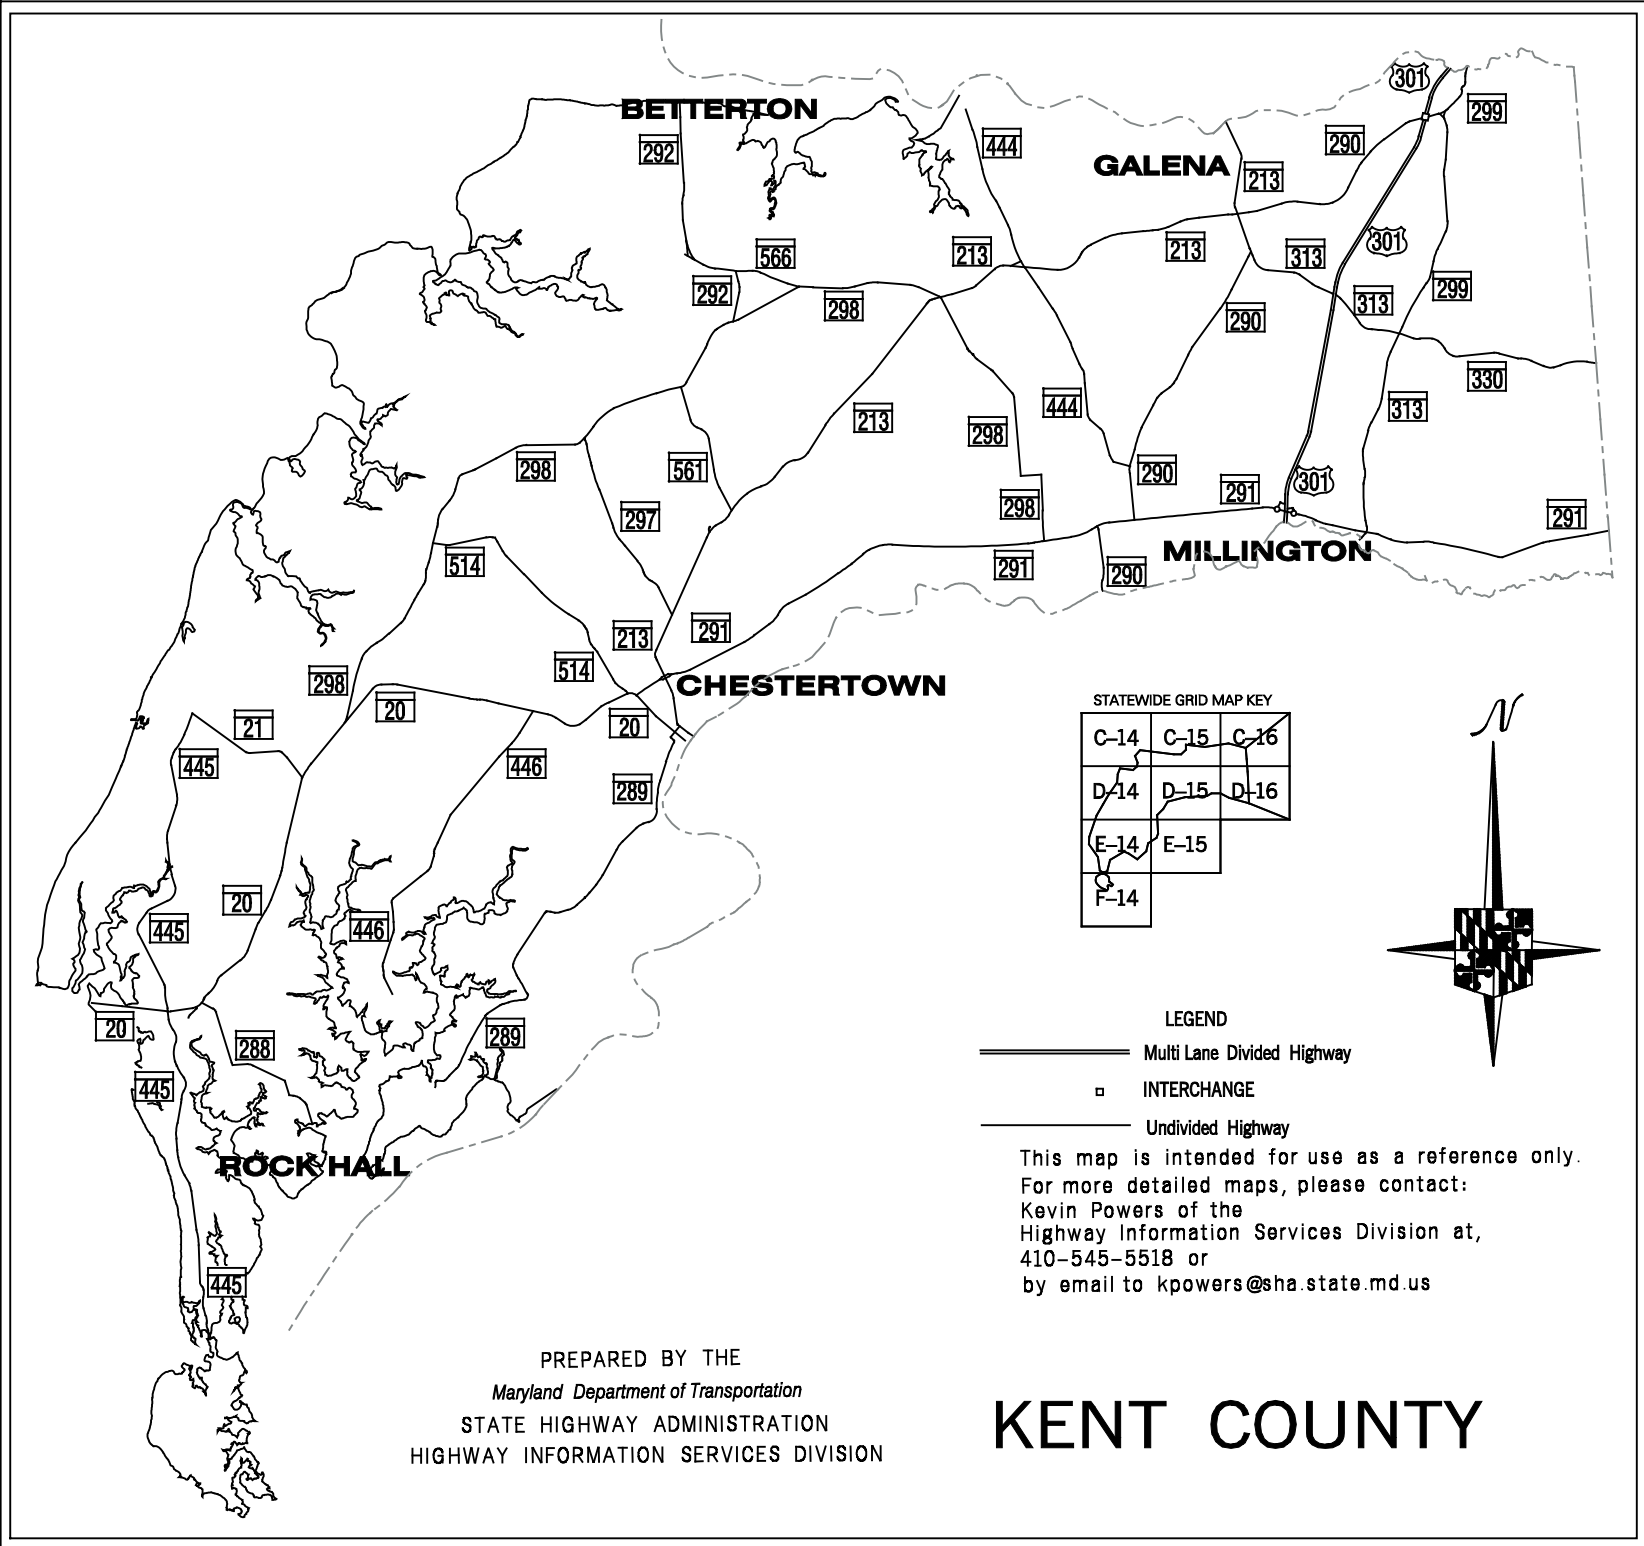 301
299
BETTERTON
292
444
290
GALENA
213
566
213
213
313
301
292
298
290
313
299
330
213
298
444
313
298
561
290
291
301
297
298
291
514
291
290
MILLINGTON
213
291
514
298
CHESTERTOWN
20
21
20
445
446
289
STATEWIDE GRID MAP KEY
C-14 C-15 C-16
D-14 D-15 D-16
E-14 E-15
F-14
N
20
445
446
20
288
289
445
ROCK HALL
445
LEGEND
Multi Lane Divided Highway
INTERCHANGE
Undivided Highway
This map is intended for use as a reference only.
For more detailed maps, please contact:
Kevin Powers of the
Highway Information Services Division at,
410-545-5518 or
by email to kpowers@sha.state.md.us
PREPARED BY THE
Maryland Department of Transportation
STATE HIGHWAY ADMINISTRATION
HIGHWAY INFORMATION SERVICES DIVISION
KENT COUNTY